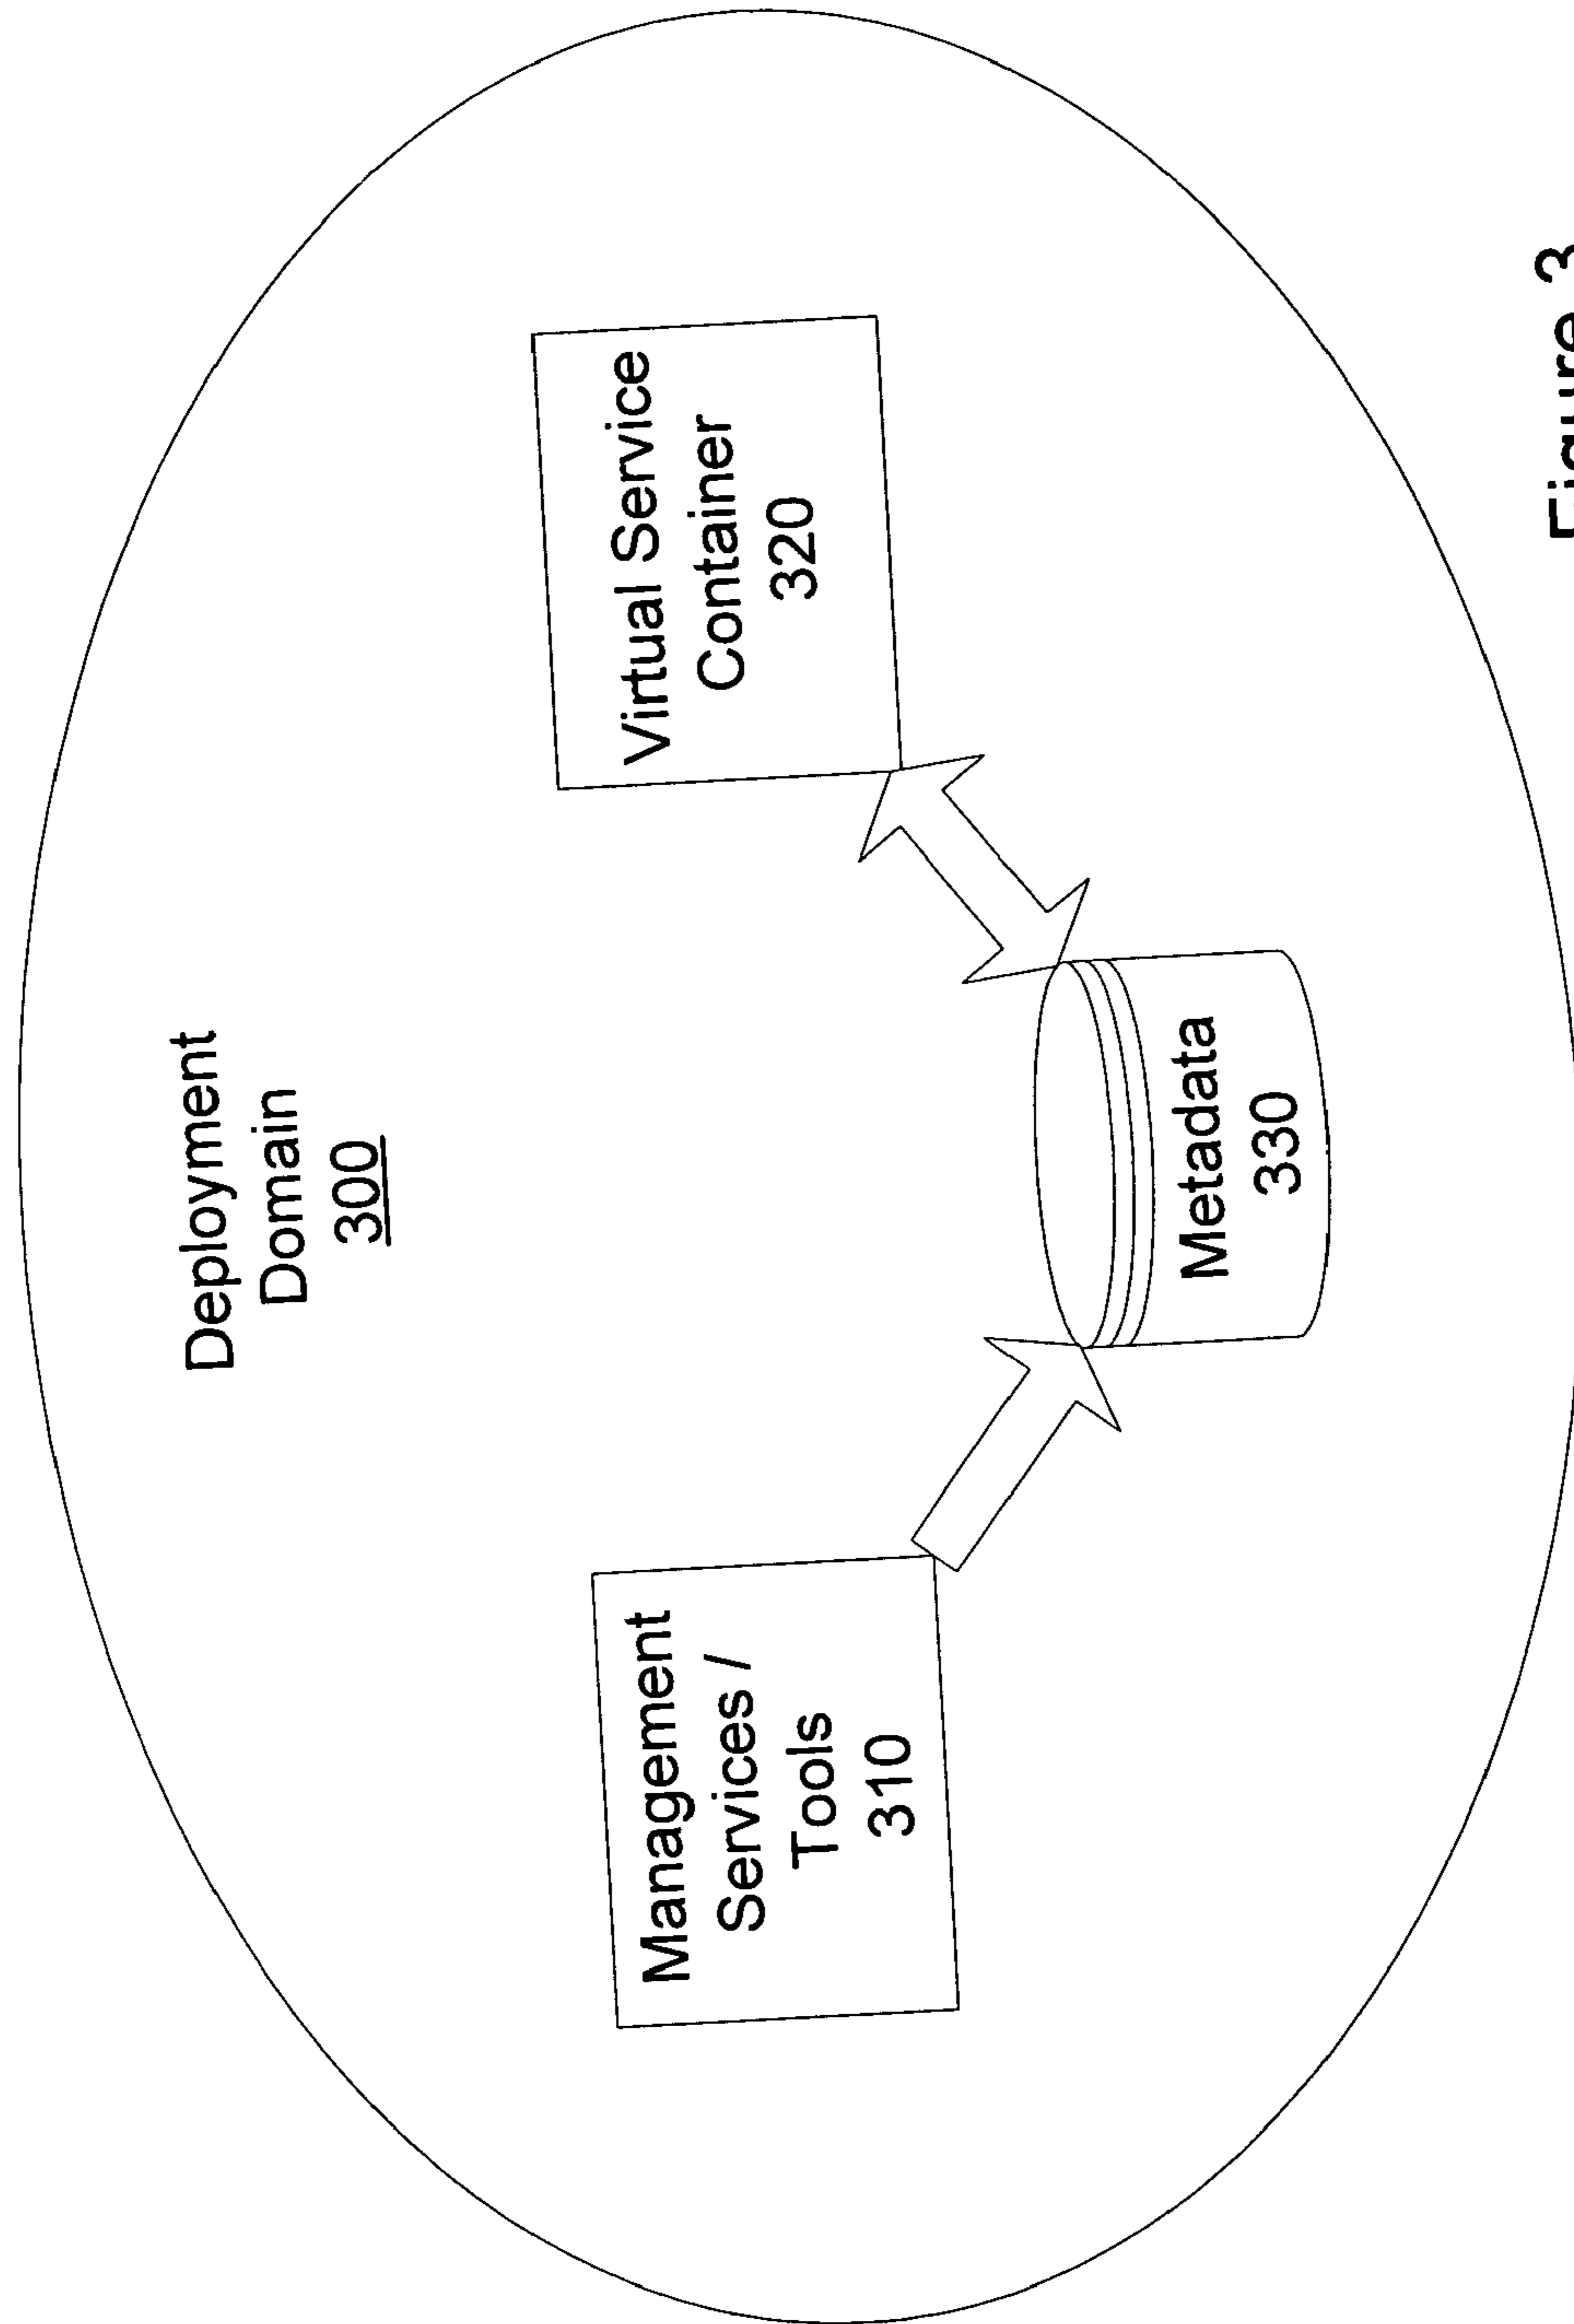 Deployment
Domain
300
Management
Services /
Tools
310
Virtual Service
Container
320
Metadata
330
Figure 3